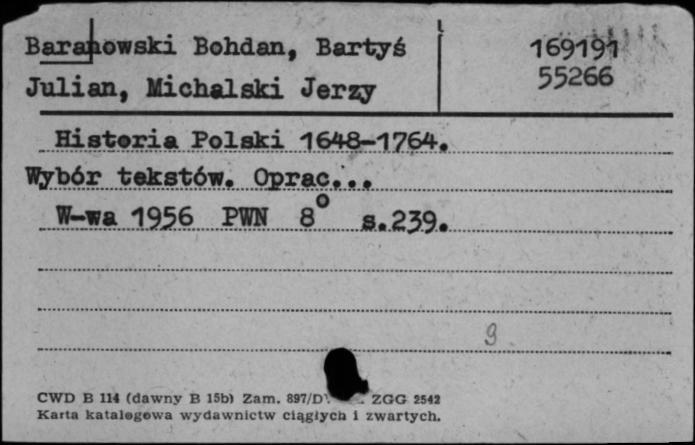 Baranowski Bohdan, Bartyś
169191
Julian, Michalski Jerzy
55266
Historia Polski 1648-1764.
Wybór tekstów. Oprac...
W-wa 1956 PWN 8° s.239.
9
CWD B 114 (dawny B 15b) Zam. 897/D ZGG 2542
Karta katalogowa wydawnictw ciągłych i zwartych.